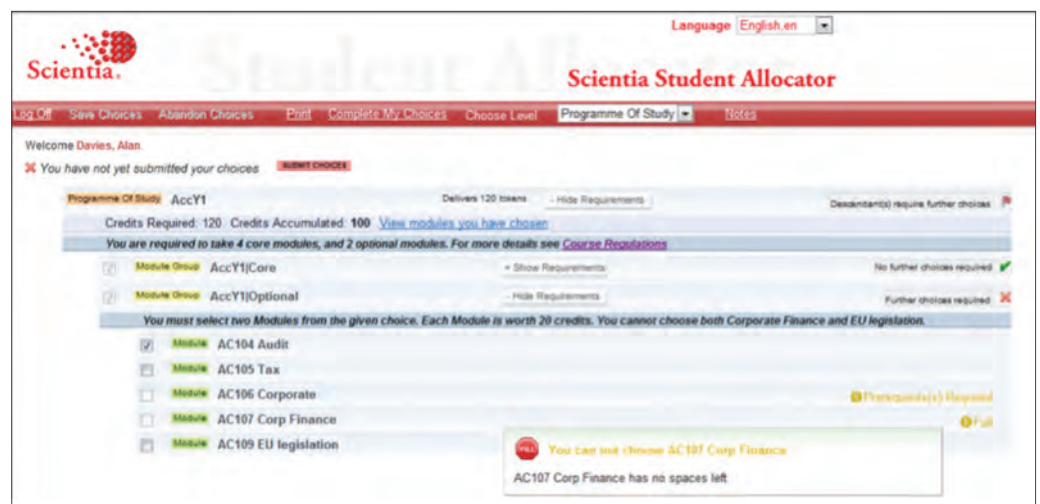 Language English.en
Student Allocator
Scientia.
Scientia Student Allocator
Log Off Save Choices Abandon Choices Print Complete My Choices Choose Level Programme Of Study Notes
Welcome Davies, Alan.
You have not yet submitted your choices SUBMIT CHOICES
Programme Of Study AccY1 Delivers 120 tokens - Hide Requirements Descendant(s) require further choices
Credits Required: 120 Credits Accumulated: 100 View modules you have chosen
You are required to take 4 core modules, and 2 optional modules. For more details see Course Regulations
Module Group AccY1|Core + Show Requirements No further choices required
Module Group AccY1|Optional - Hide Requirements Further choices required
You must select two Modules from the given choice. Each Module is worth 20 credits. You cannot choose both Corporate Finance and EU legislation.
Module AC104 Audit
Module AC105 Tax
Module AC106 Corporate Prerequisite(s) Required
Module AC107 Corp Finance Full
Module AC109 EU legislation
FULL You can not choose AC107 Corp Finance
AC107 Corp Finance has no spaces left